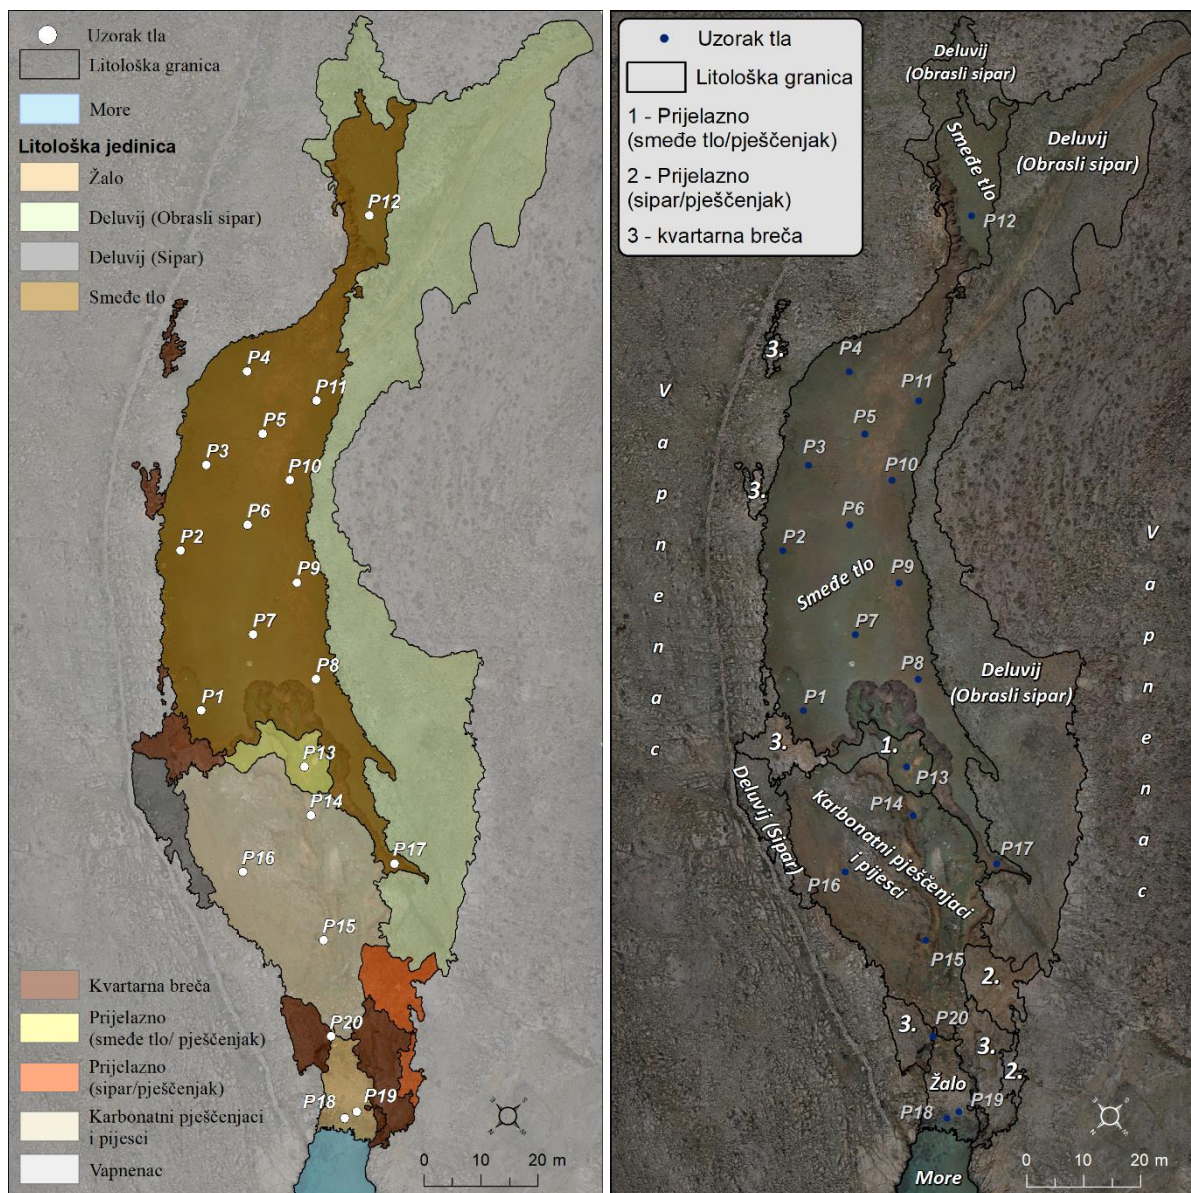 Uzorak tla
Litološka granica
More
Litološka jedinica
Žalo
Deluvij (Obrasli sipar)
Deluvij (Sipar)
Smeđe tlo
P12
P4
P11
P5
P3
P10
P6
P2
P9
P7
P8
P1
P13
P14
P17
P16
P15
P20
P19
P18
Kvartarna breča
Prijelazno
(smeđe tlo/ pješčenjak)
Prijelazno
(sipar/pješčenjak)
Karbonatni pješčenjaci
i pijesci
Vapnenac
0 10 20 m
Uzorak tla
Litološka granica
1 - Prijelazno
(smeđe tlo/pješčenjak)
2 - Prijelazno
(sipar/pješčenjak)
3 - kvartarna breča
Deluvij
(Obrasli sipar)
Smeđe tlo
Deluvij
(Obrasli sipar)
P12
3.
P4
P11
P5
P3
P10
3.
P6
P2
P9
Smeđe tlo
P7
P8
Deluvij
(Obrasli sipar)
P1
3.
1.
P13
Deluvij (Sipar)
P14
Karbonatni pješčenjaci
i pijesci
P17
P16
P15
2.
3.
P20
3.
2.
Žalo
P18
P19
More
Vapnenac
Vapnenac
0 10 20 m